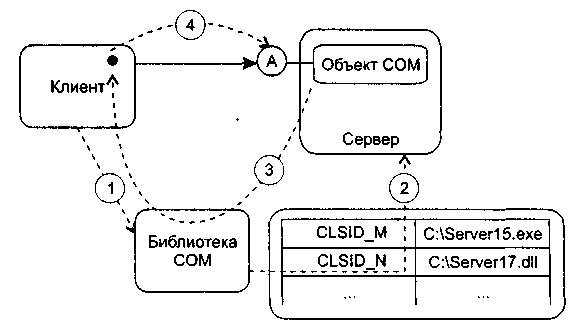 4
Клиент
A
Объект COM
Сервер
3
1
2
Библиотека
COM
CLSID_M C:\Server15.exe
CLSID_N C:\Server17.dll
... ...